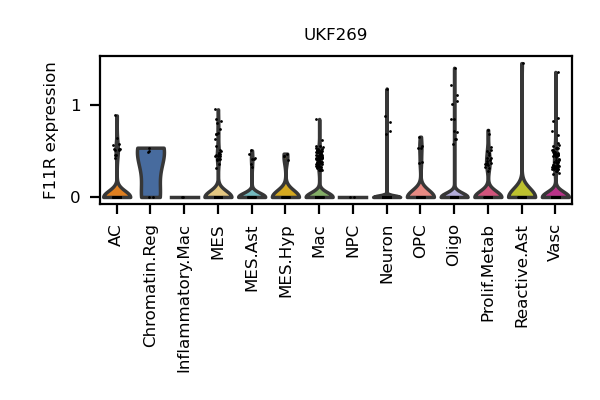 UKF269
F11R expression
1
0
AC
Chromatin.Reg
Inflammatory.Mac
MES
MES.Ast
MES.Hyp
Mac
NPC
Neuron
OPC
Oligo
Prolif.Metab
Reactive.Ast
Vasc